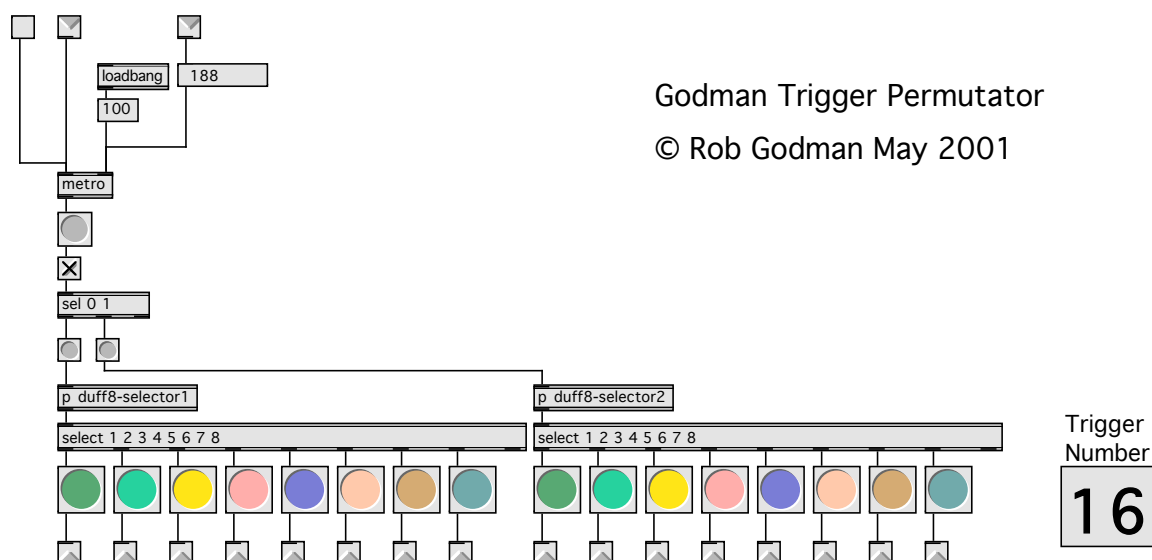 loadbang
188
100
Godman Trigger Permutator
© Rob Godman May 2001
metro
sel 0 1
p duff8-selector1
p duff8-selector2
select 1 2 3 4 5 6 7 8
select 1 2 3 4 5 6 7 8
Trigger
Number
16